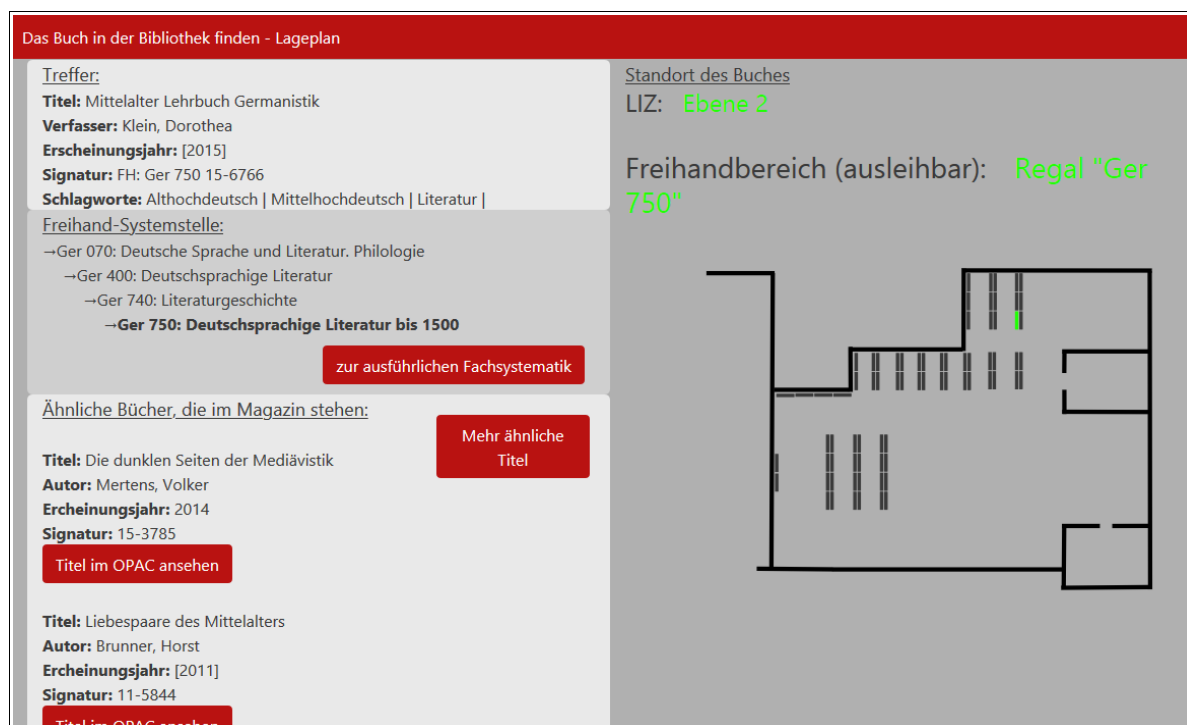 Das Buch in der Bibliothek finden - Lageplan
Treffer:
Titel: Mittelalter Lehrbuch Germanistik
Verfasser: Klein, Dorothea
Erscheinungsjahr: [2015]
Signatur: FH: Ger 750 15-6766
Schlagworte: Althochdeutsch | Mittelhochdeutsch | Literatur |
Freihand-Systemstelle:
→Ger 070: Deutsche Sprache und Literatur. Philologie
→Ger 400: Deutschsprachige Literatur
→Ger 740: Literaturgeschichte
→Ger 750: Deutschsprachige Literatur bis 1500
zur ausführlichen Fachsystematik
Ähnliche Bücher, die im Magazin stehen:
Mehr ähnliche
Titel
Titel: Die dunklen Seiten der Mediävistik
Autor: Mertens, Volker
Ercheinungsjahr: 2014
Signatur: 15-3785
Titel im OPAC ansehen
Titel: Liebespaare des Mittelalters
Autor: Brunner, Horst
Ercheinungsjahr: [2011]
Signatur: 11-5844
Titel im OPAC ansehen
Standort des Buches
LIZ: Ebene 2
Freihandbereich (ausleihbar): Regal "Ger
750"